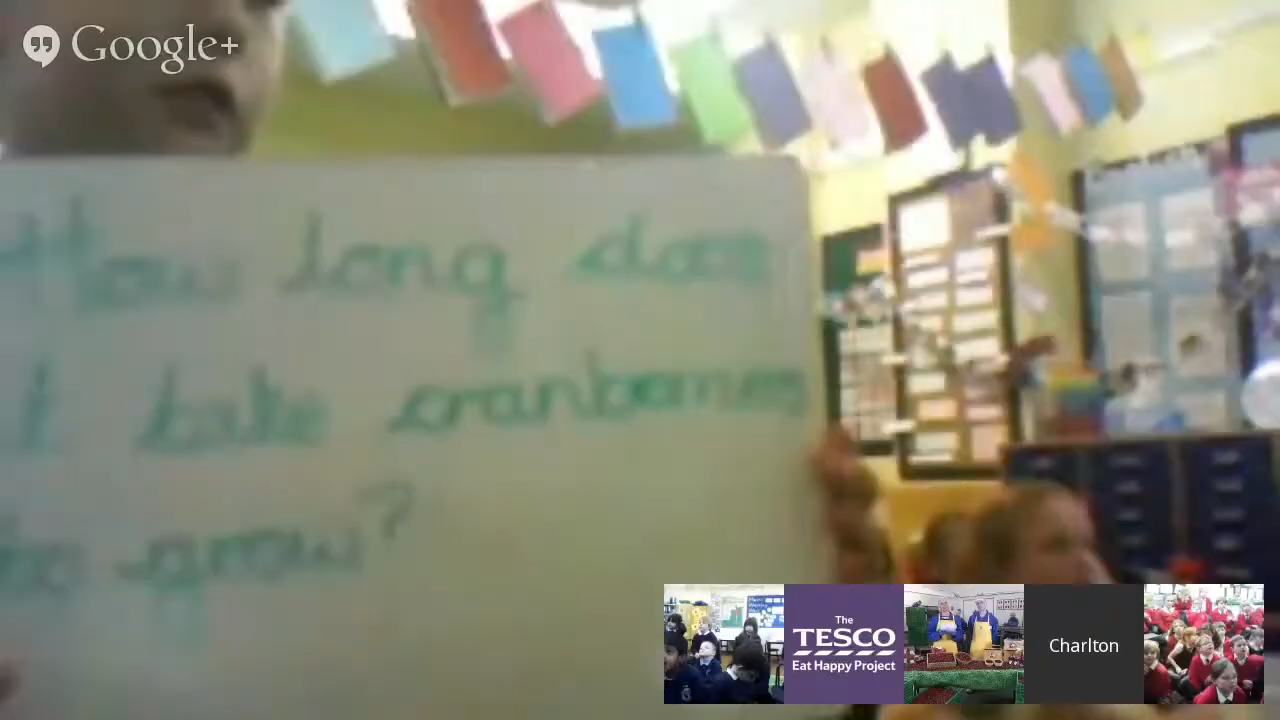 Google+
How long does
it take cranberries
to grow?
The
TESCO
Eat Happy Project
Charlton